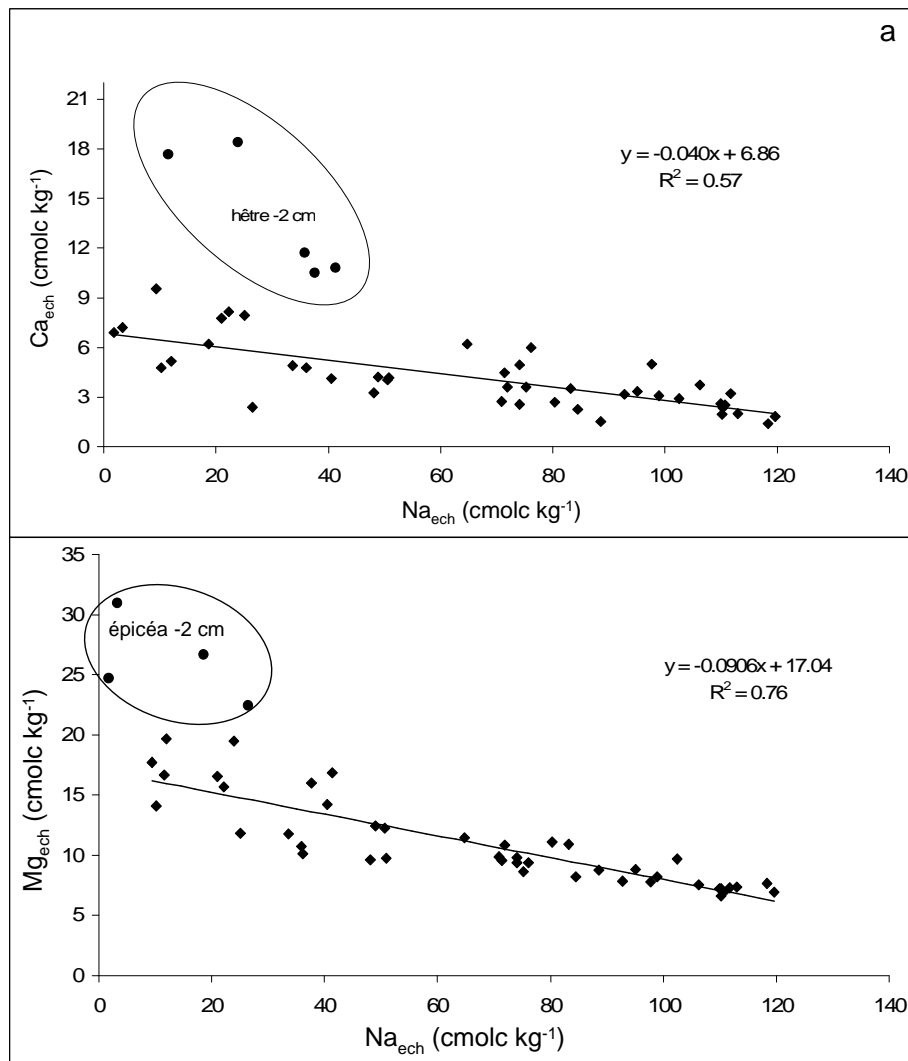 a
21
18
15
12
9
6
3
0
Ca_ech (cmolc kg⁻¹)
y = -0.040x + 6.86
R² = 0.57
hêtre -2 cm
0 20 40 60 80 100 120 140
Na_ech (cmolc kg⁻¹)
35
30
25
20
15
10
5
0
Mg_ech (cmolc kg⁻¹)
épicéa -2 cm
y = -0.0906x + 17.04
R² = 0.76
0 20 40 60 80 100 120 140
Na_ech (cmolc kg⁻¹)